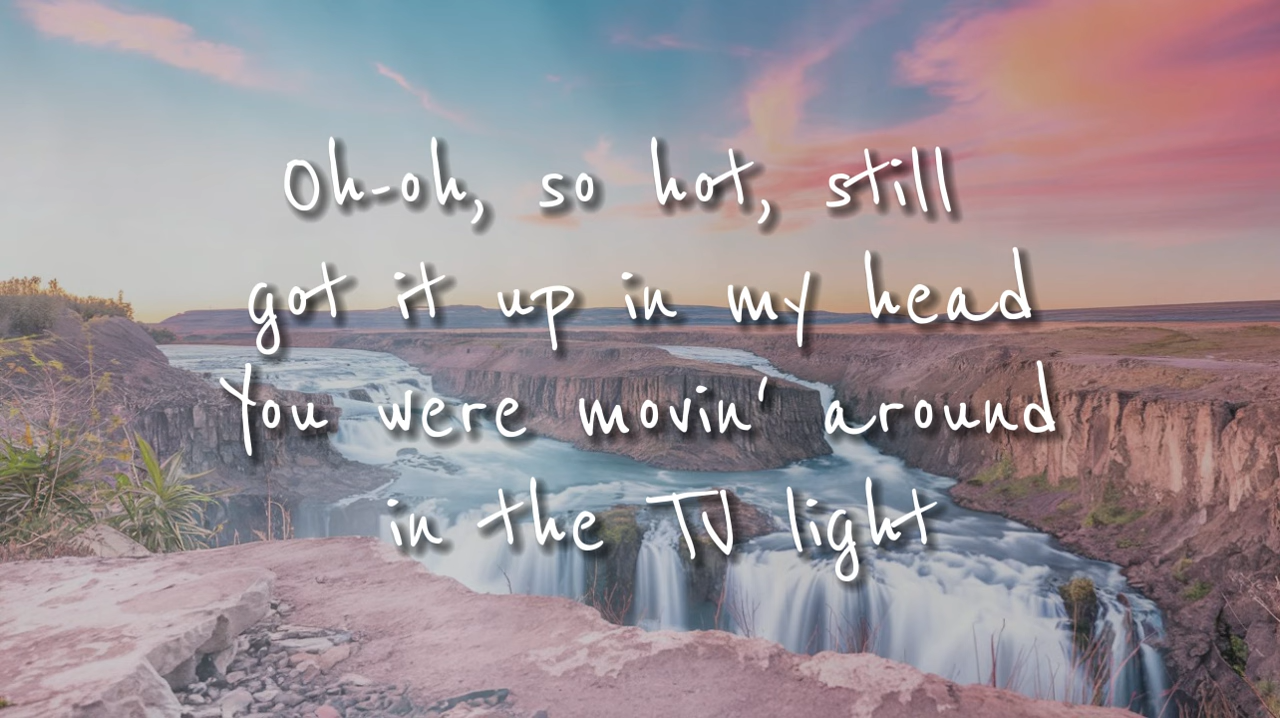 Oh-oh, so hot, still
got it up in my head
You were movin' around
in the TV light